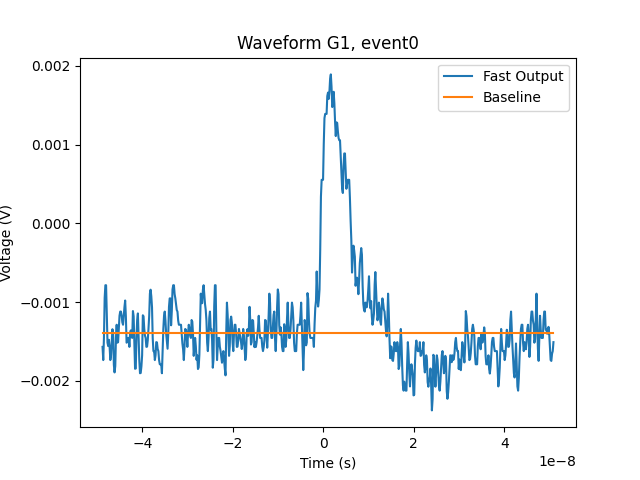 Waveform G1, event0
Voltage (V)
0.002
0.001
0.000
−0.001
−0.002
Fast Output
Baseline
−4
−2
0
2
4
1e−8
Time (s)